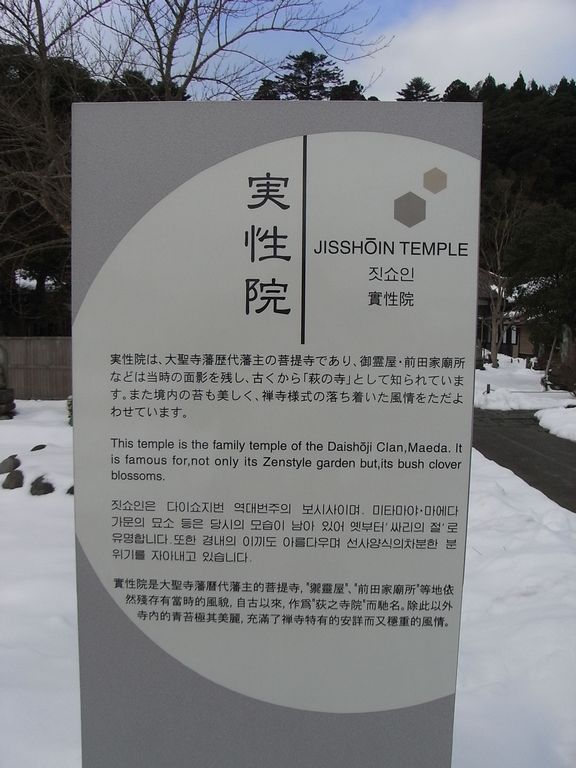 実性院
JISSHŌIN TEMPLE
짓쇼인
實性院
実性院は、大聖寺藩歴代藩主の菩提寺であり、御霊屋・前田家廟所
などは当時の面影を残し、古くから「萩の寺」として知られていま
す。また境内の苔も美しく、禅寺様式の落ち着いた風情をただよ
わせています。
This temple is the family temple of the Daishōji Clan,Maeda. It
is famous for,not only its Zenstyle garden but,its bush clover
blossoms.
짓쇼인은 다이쇼지번 역대번주의 보시사이며, 미타마야·마에다
가문의 묘소 등은 당시의 모습이 남아 있어 옛부터‘싸리의 절’로
유명합니다. 또한 경내의 이끼도 아름다우며 선사양식의차분한 분
위기를 자아내고 있습니다.
實性院是大聖寺藩曆代藩主的菩提寺, "禦靈屋"、"前田家廟所"等地依
然殘存有當時的風貌, 自古以來, 作爲"荻之寺院"而馳名。除此以外
寺內的青苔極其美麗, 充滿了禅寺特有的安詳而又穩重的風情。